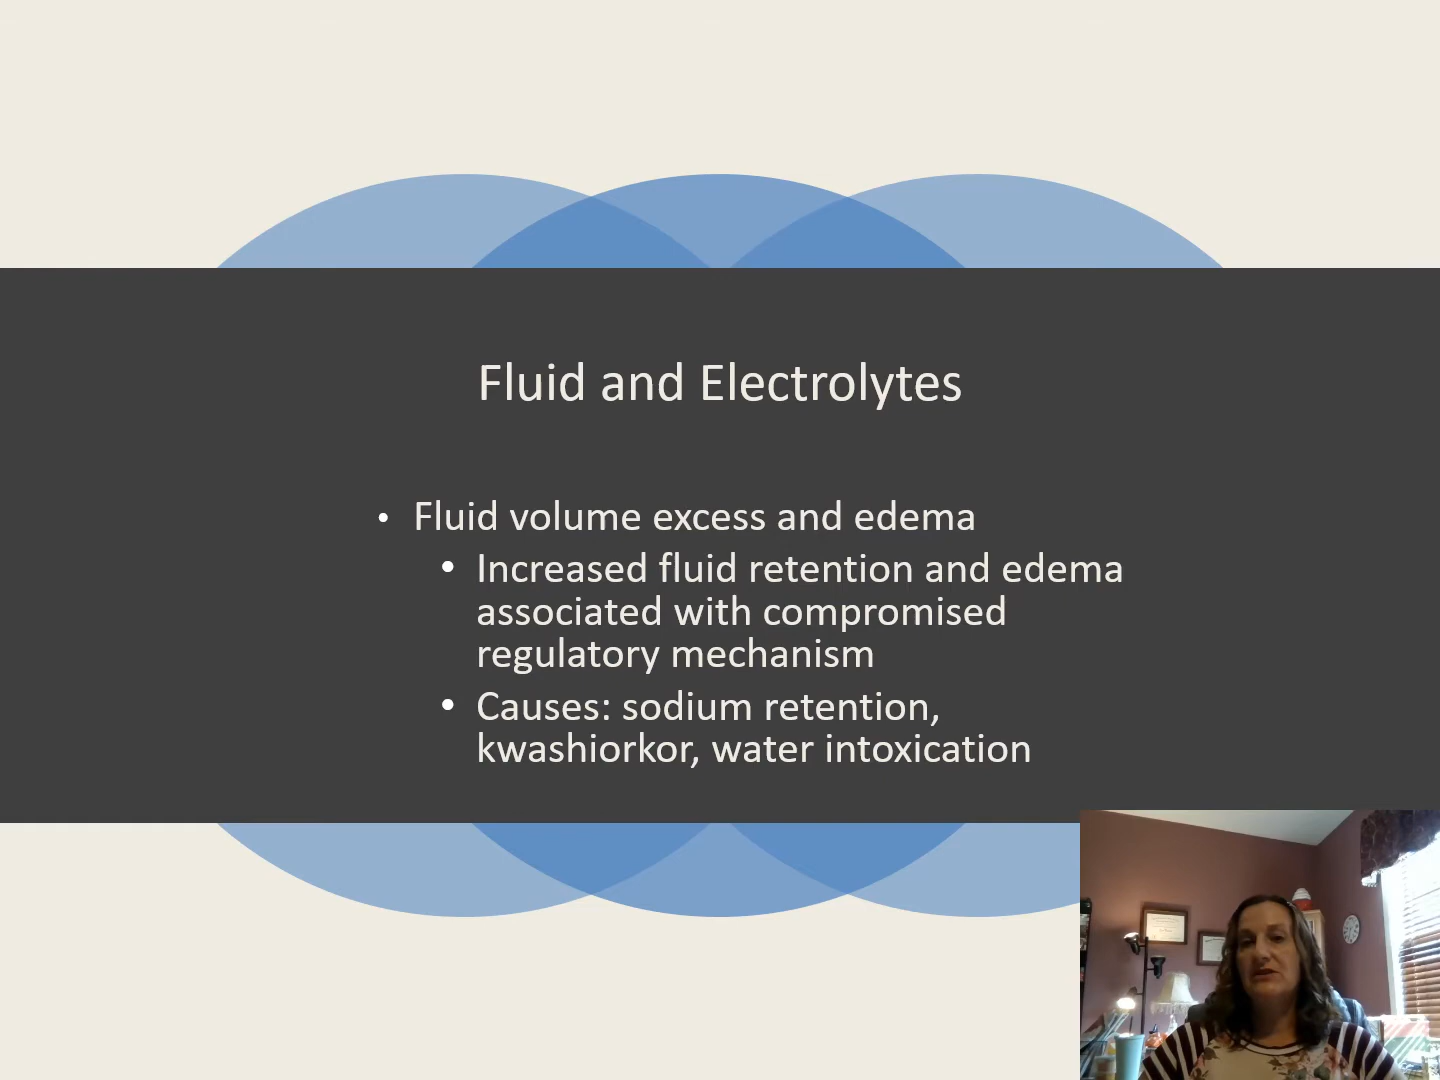 Fluid and Electrolytes
• Fluid volume excess and edema
• Increased fluid retention and edema
associated with compromised
regulatory mechanism
• Causes: sodium retention,
kwashiorkor, water intoxication